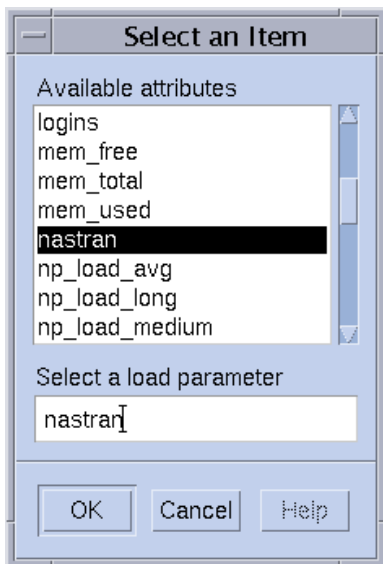 Select an Item
Available attributes
logins
mem_free
mem_total
mem_used
nastran
np_load_avg
np_load_long
np_load_medium
Select a load parameter
nastran
OK Cancel Help